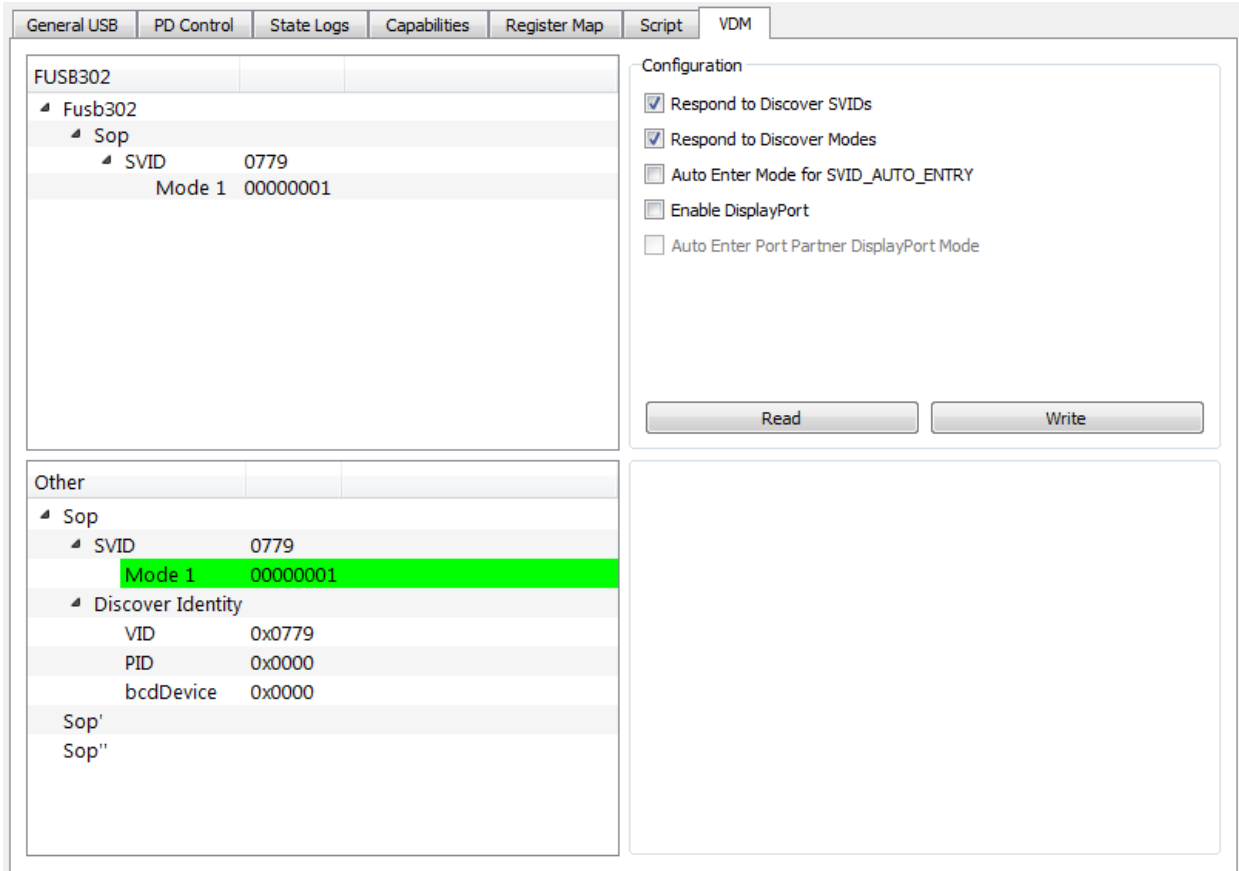 General USB PD Control State Logs Capabilities Register Map Script VDM
FUSB302
Fusb302
Sop
SVID 0779
Mode 1 00000001
Configuration
Respond to Discover SVIDs
Respond to Discover Modes
Auto Enter Mode for SVID_AUTO_ENTRY
Enable DisplayPort
Auto Enter Port Partner DisplayPort Mode
Read Write
Other
Sop
SVID 0779
Mode 1 00000001
Discover Identity
VID 0x0779
PID 0x0000
bcdDevice 0x0000
Sop'
Sop''